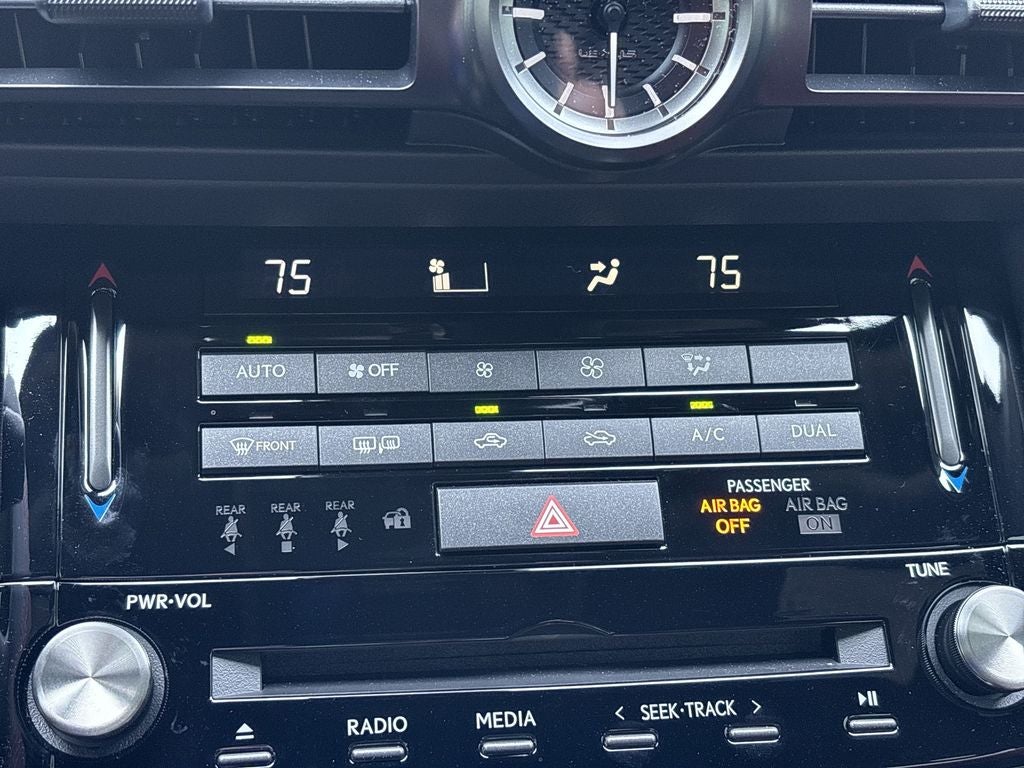 LEXUS
75
75
AUTO
OFF
FRONT
A/C
DUAL
REAR
REAR
REAR
PASSENGER
AIR BAG
OFF
AIR BAG
ON
PWR•VOL
TUNE
RADIO
MEDIA
< SEEK•TRACK >